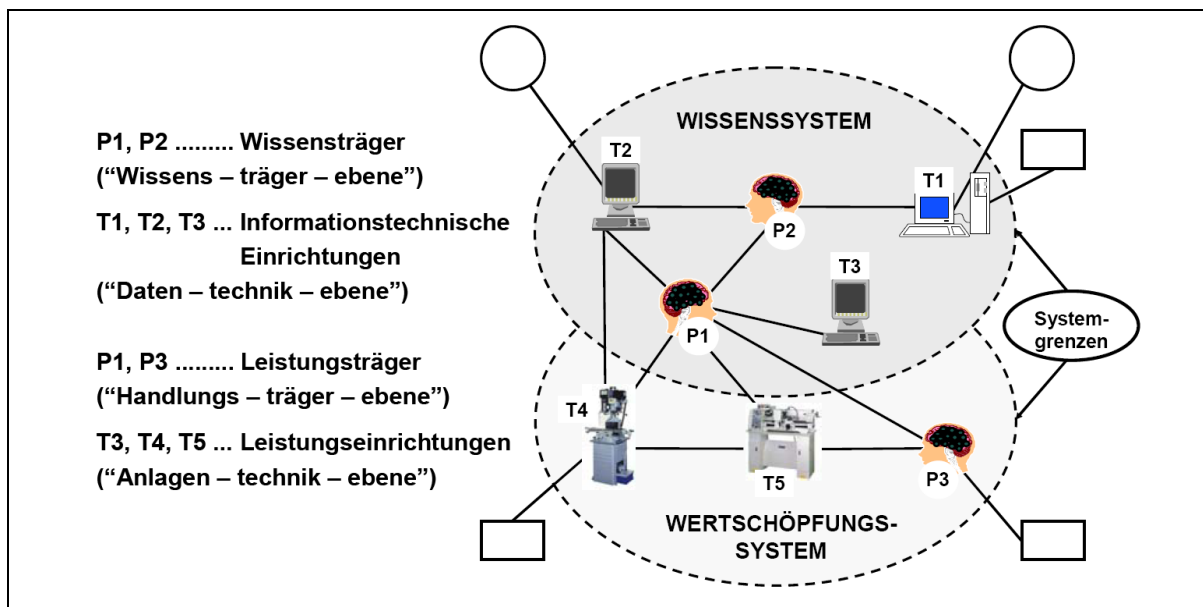 P1, P2 ......... Wissensträger
(“Wissens – träger – ebene”)
T1, T2, T3 ... Informationstechnische
Einrichtungen
(“Daten – technik – ebene”)
P1, P3 ......... Leistungsträger
(“Handlungs – träger – ebene”)
T3, T4, T5 ... Leistungseinrichtungen
(“Anlagen – technik – ebene”)
WISSENSSYSTEM
T2
T1
P2
T3
P1
System-
grenzen
T4
T5
P3
WERTSCHÖPFUNGS-
SYSTEM